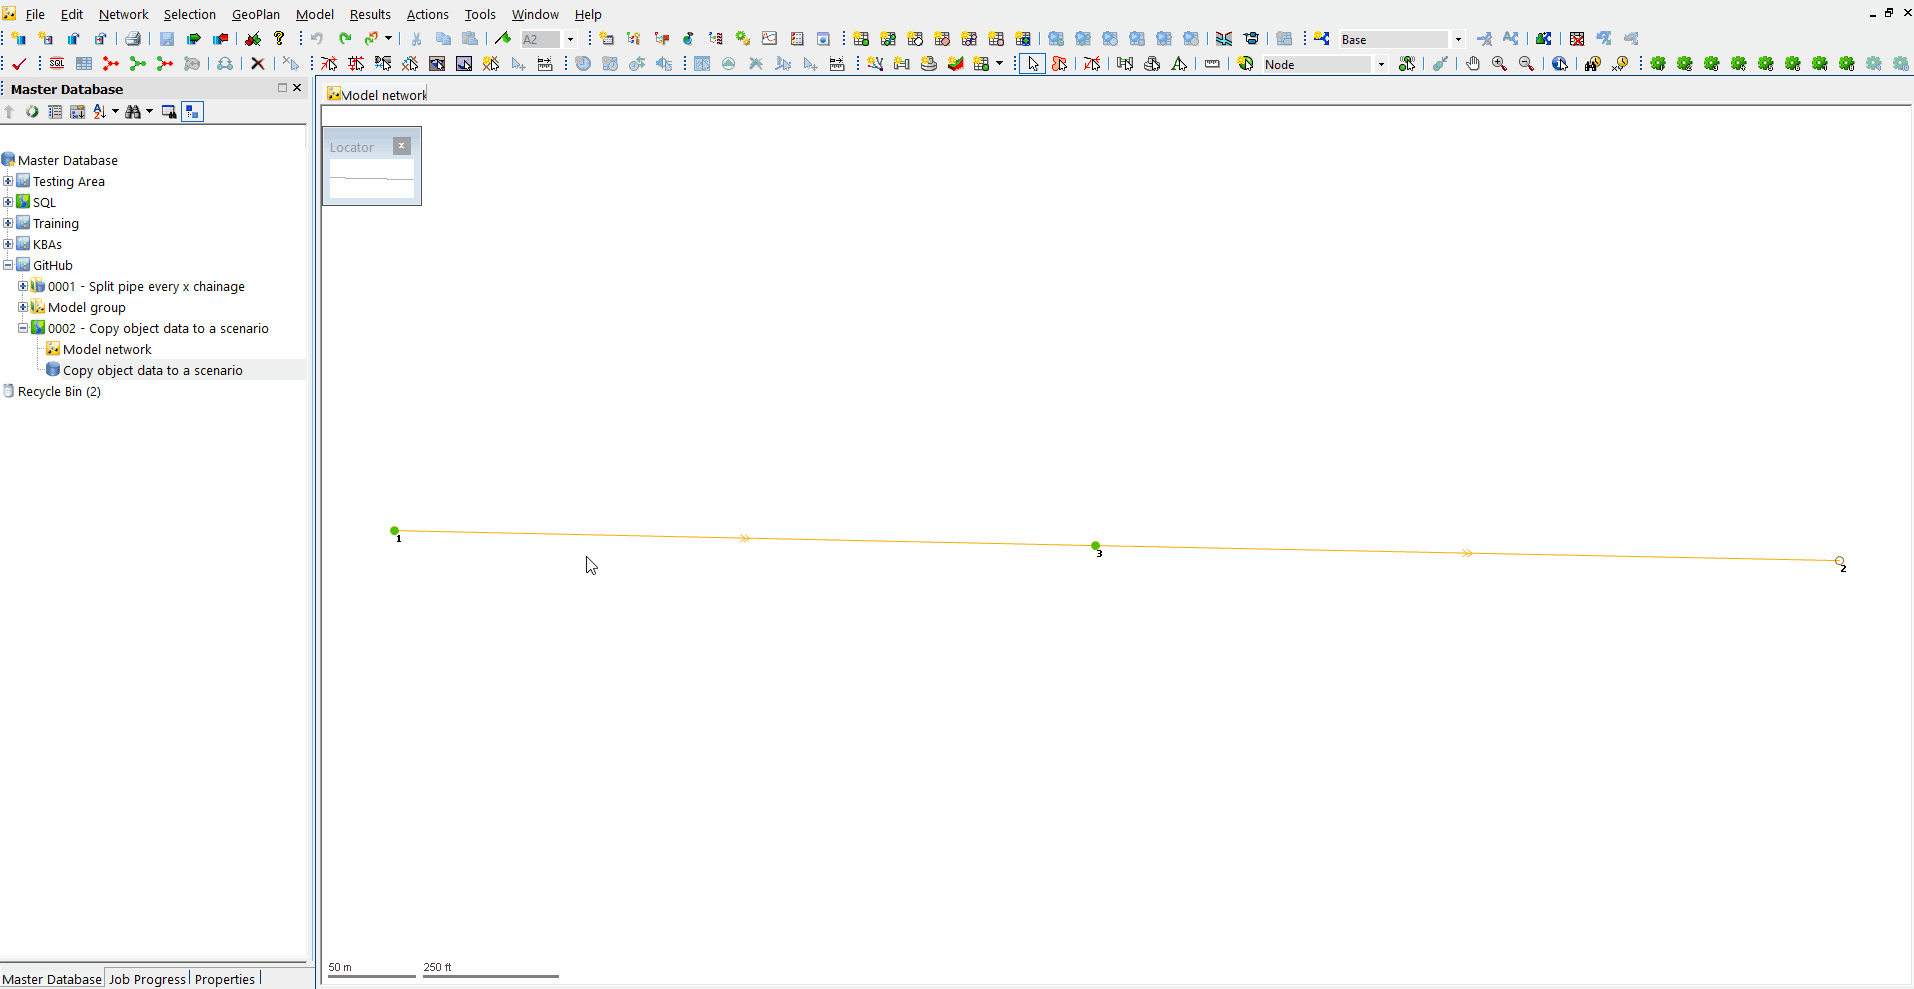 File Edit Network Selection GeoPlan Model Results Actions Tools Window Help
A2
Base
SQL
Node
Master Database
Model network
Locator
Master Database
Testing Area
SQL
Training
KBAs
GitHub
0001 - Split pipe every x chainage
Model group
0002 - Copy object data to a scenario
Model network
Copy object data to a scenario
Recycle Bin (2)
1
3
2
50 m
250 ft
Master Database Job Progress Properties